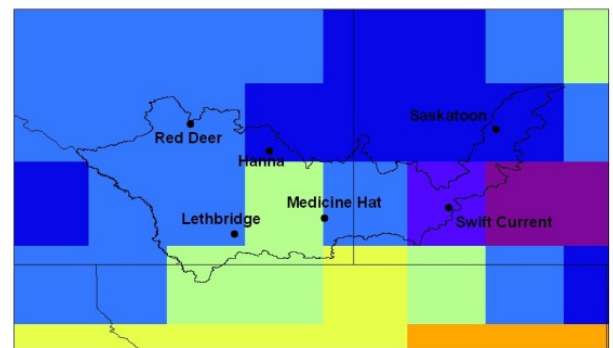 Saskatoon
Red Deer
Hanna
Medicine Hat
Lethbridge
Swift Current